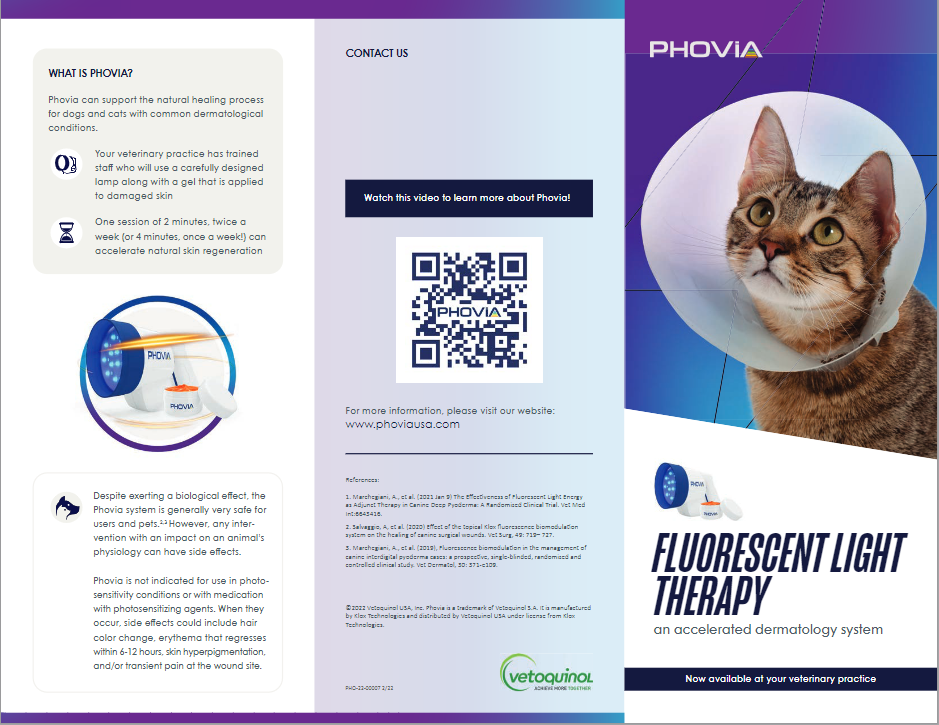 WHAT IS PHOVIA?
Phovia can support the natural healing process
for dogs and cats with common dermatological
conditions.
Your veterinary practice has trained
staff who will use a carefully designed
lamp along with a gel that is applied
to damaged skin
One session of 2 minutes, twice a
week (or 4 minutes, once a week!) can
accelerate natural skin regeneration
PHOVIA
PHOVIA
Despite exerting a biological effect, the
Phovia system is generally very safe for
users and pets.²,³ However, any inter-
vention with an impact on an animal's
physiology can have side effects.
Phovia is not indicated for use in photo-
sensitivity conditions or with medication
with photosensitizing agents. When they
occur, side effects could include hair
color change, erythema that regresses
within 6-12 hours, skin hyperpigmentation,
and/or transient pain at the wound site.
CONTACT US
Watch this video to learn more about Phovia!
PHOVIA
For more information, please visit our website:
www.phoviausa.com
References:
1. Marchegiani, A., et al. (2021 Jan 9) The Effectiveness of Fluorescent Light Energy
as Adjunct Therapy in Canine Deep Pyoderma: A Randomized Clinical Trial. Vet Med
Int:6643416.
2. Salvaggio, A, et al. (2020) Effect of the topical Klox fluorescence biomodulation
system on the healing of canine surgical wounds. Vet Surg, 49: 719– 727.
3. Marchegiani, A., et al. (2019), Fluorescence biomodulation in the management of
canine interdigital pyoderma cases: a prospective, single-blinded, randomized and
controlled clinical study. Vet Dermatol, 30: 371-e109.
©2022 Vetoquinol USA, Inc. Phovia is a trademark of Vetoquinol S.A. It is manufactured
by Klox Technologies and distributed by Vetoquinol USA under license from Klox
Technologies.
PHO-22-00007 2/22
vetoquinol
ACHIEVE MORE TOGETHER
PHOVIA
PHOVIA
PHOVIA
FLUORESCENT LIGHT
THERAPY
an accelerated dermatology system
Now available at your veterinary practice